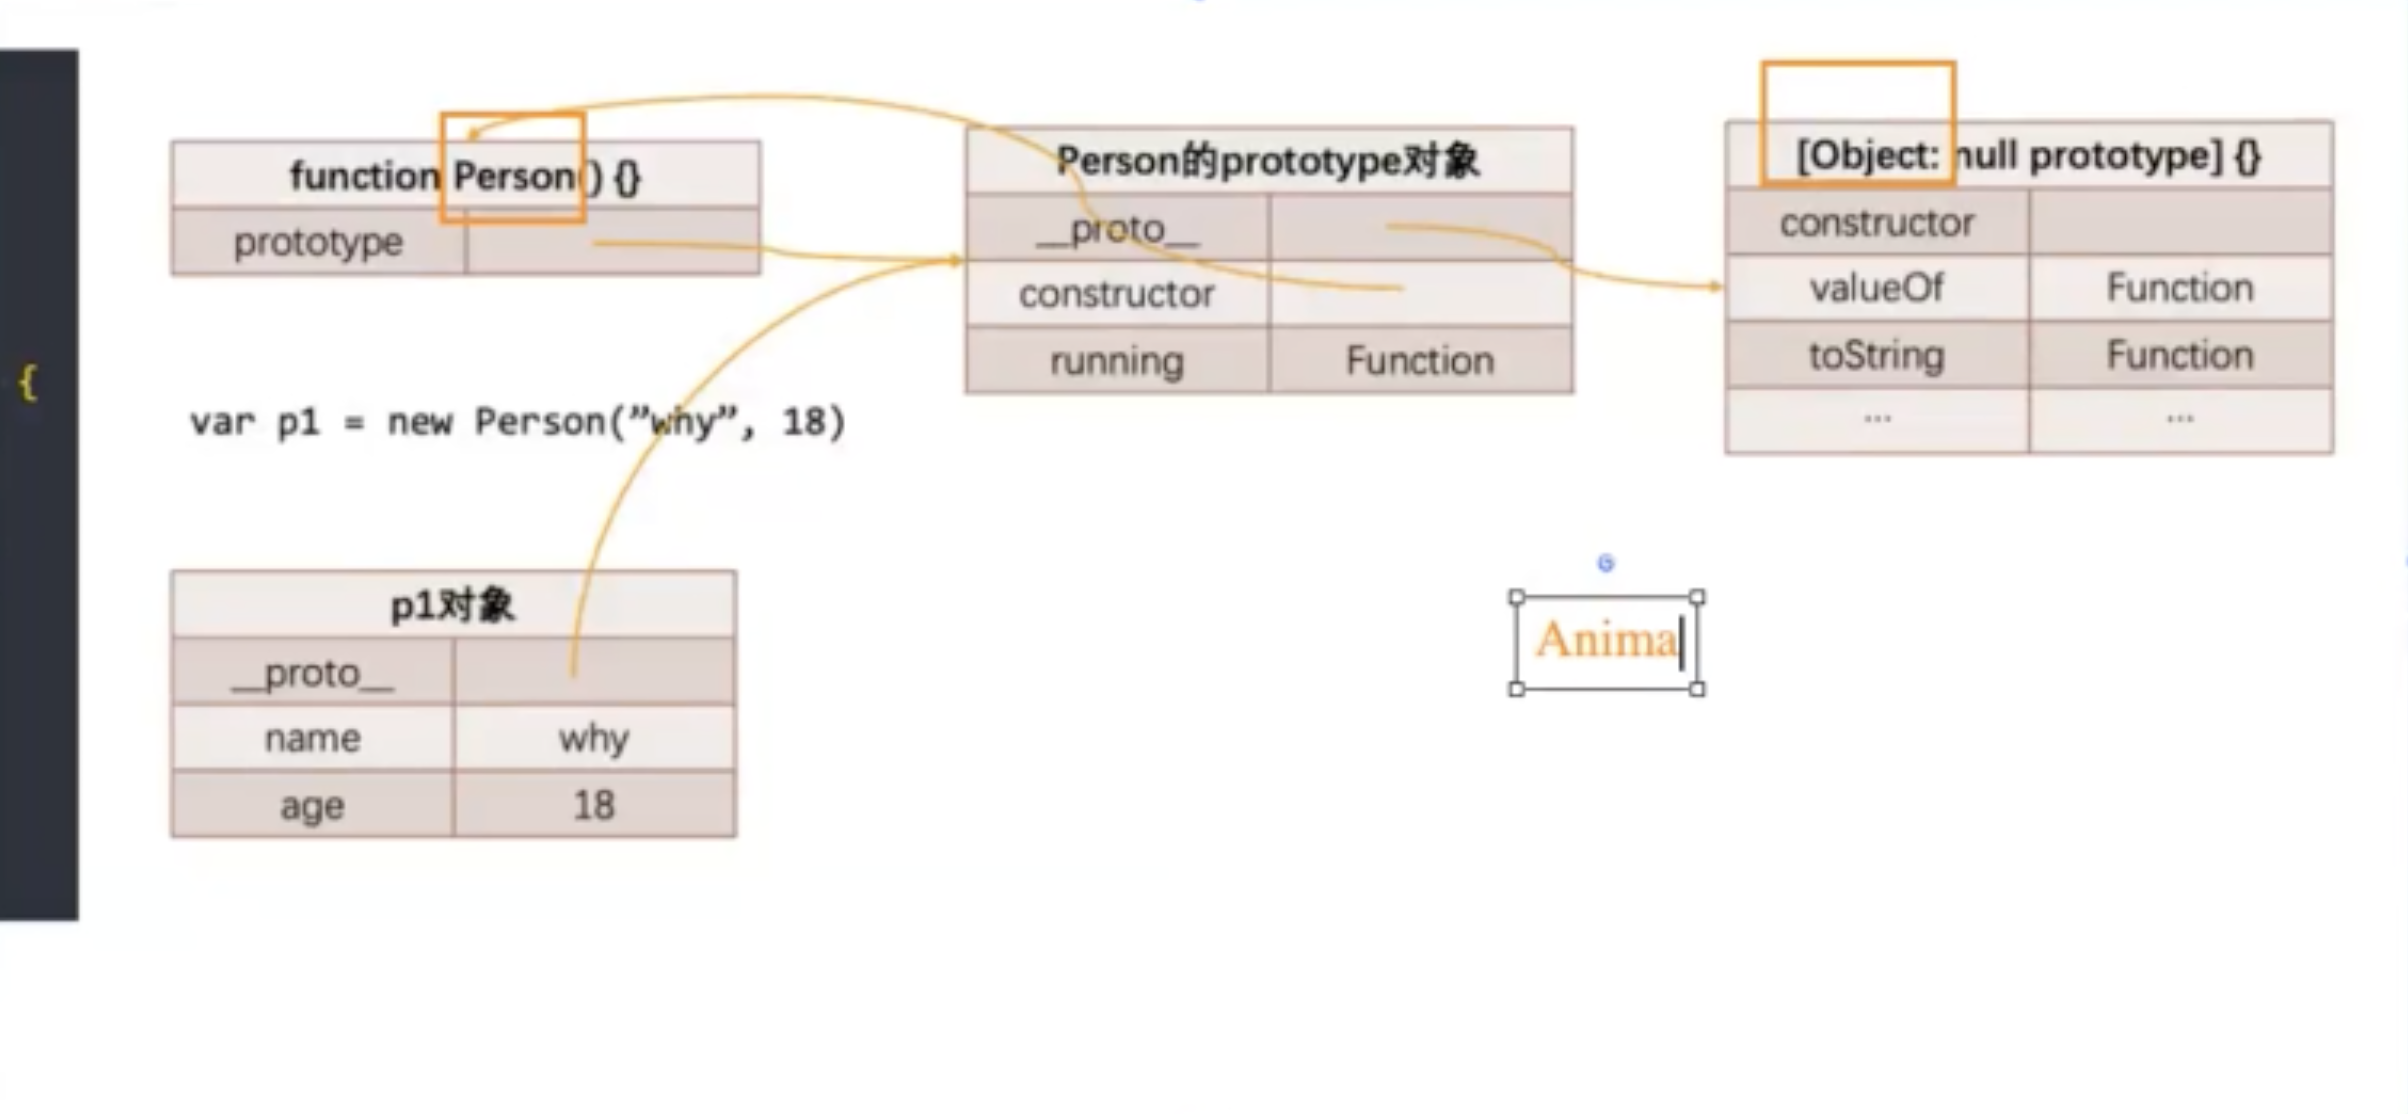 {
function Person() {}
prototype
Person的prototype对象
__proto__
constructor
running Function
[Object: null prototype] {}
constructor
valueOf Function
toString Function
... ...
var p1 = new Person(”why”, 18)
p1对象
__proto__
name why
age 18
Anima